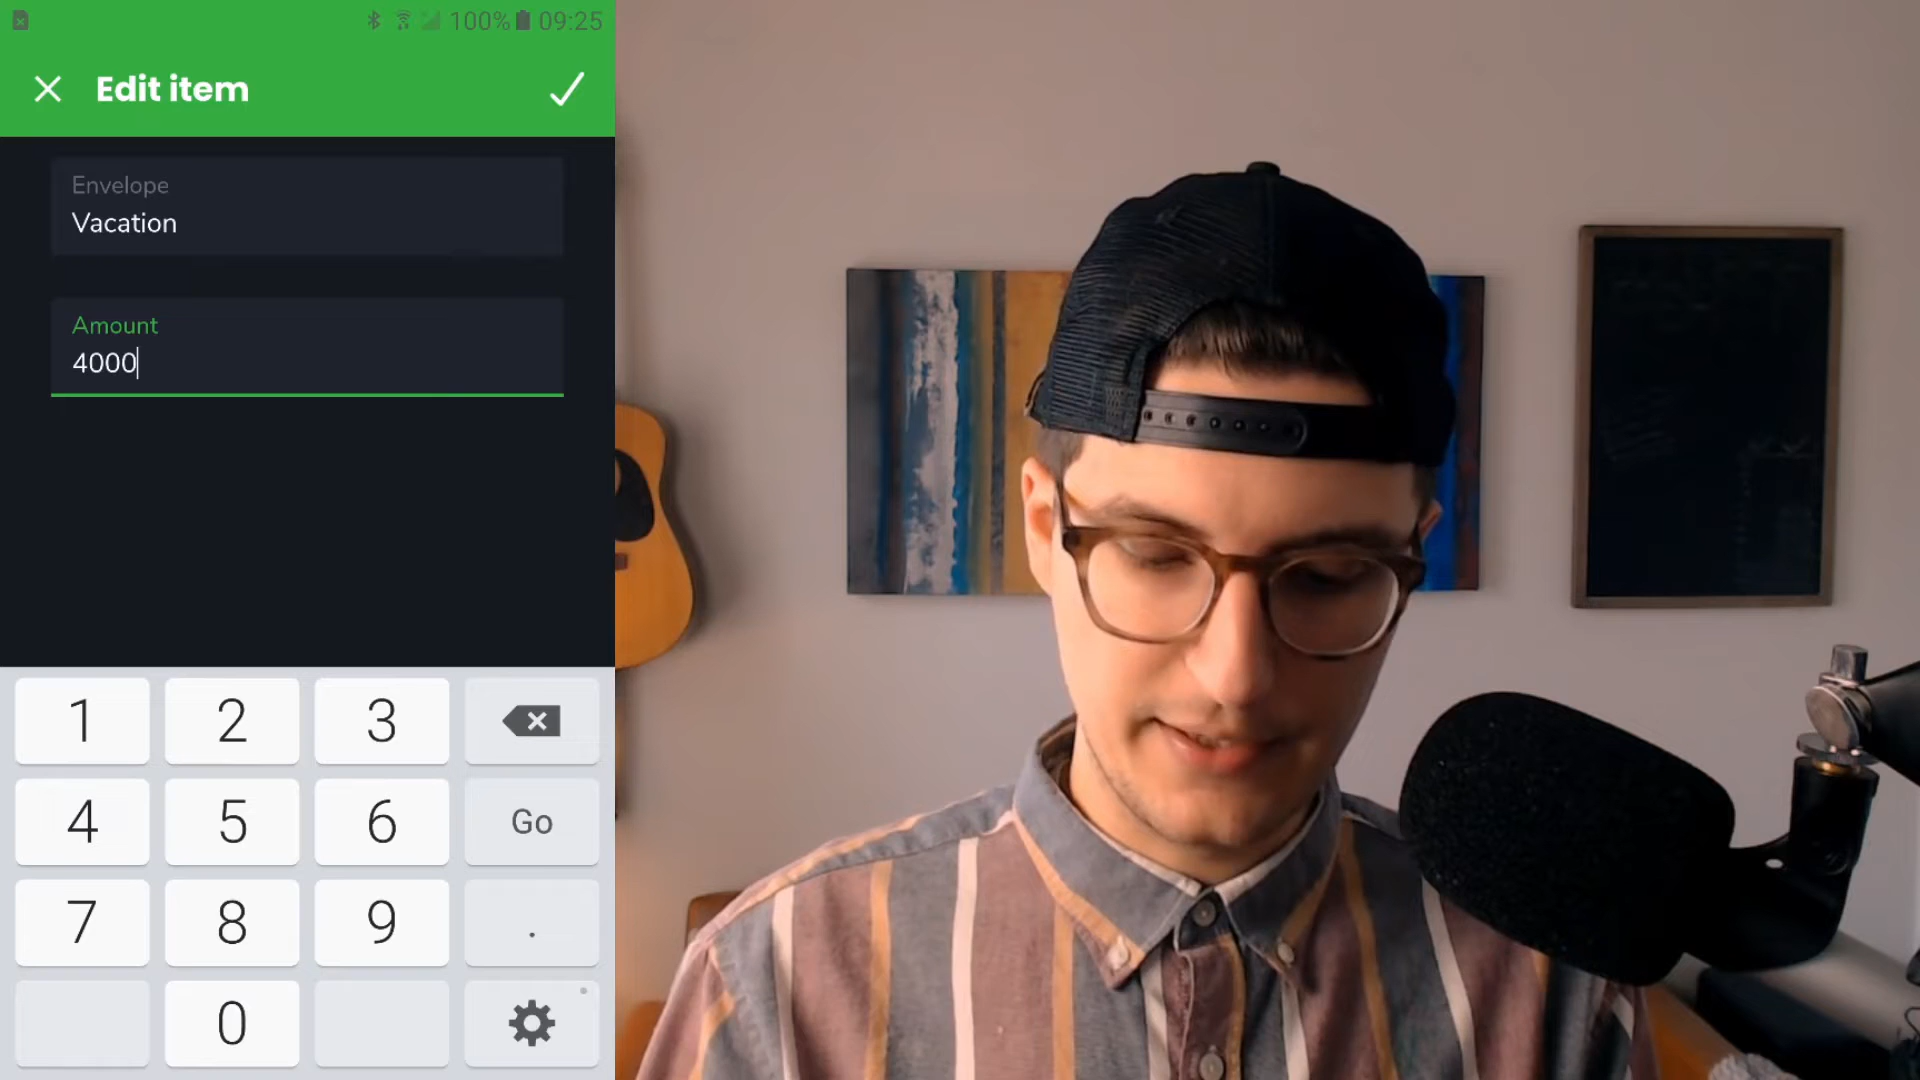 100% 09:25
Edit item
Envelope
Vacation
Amount
4000
1 2 3
4 5 6 Go
7 8 9 .
0